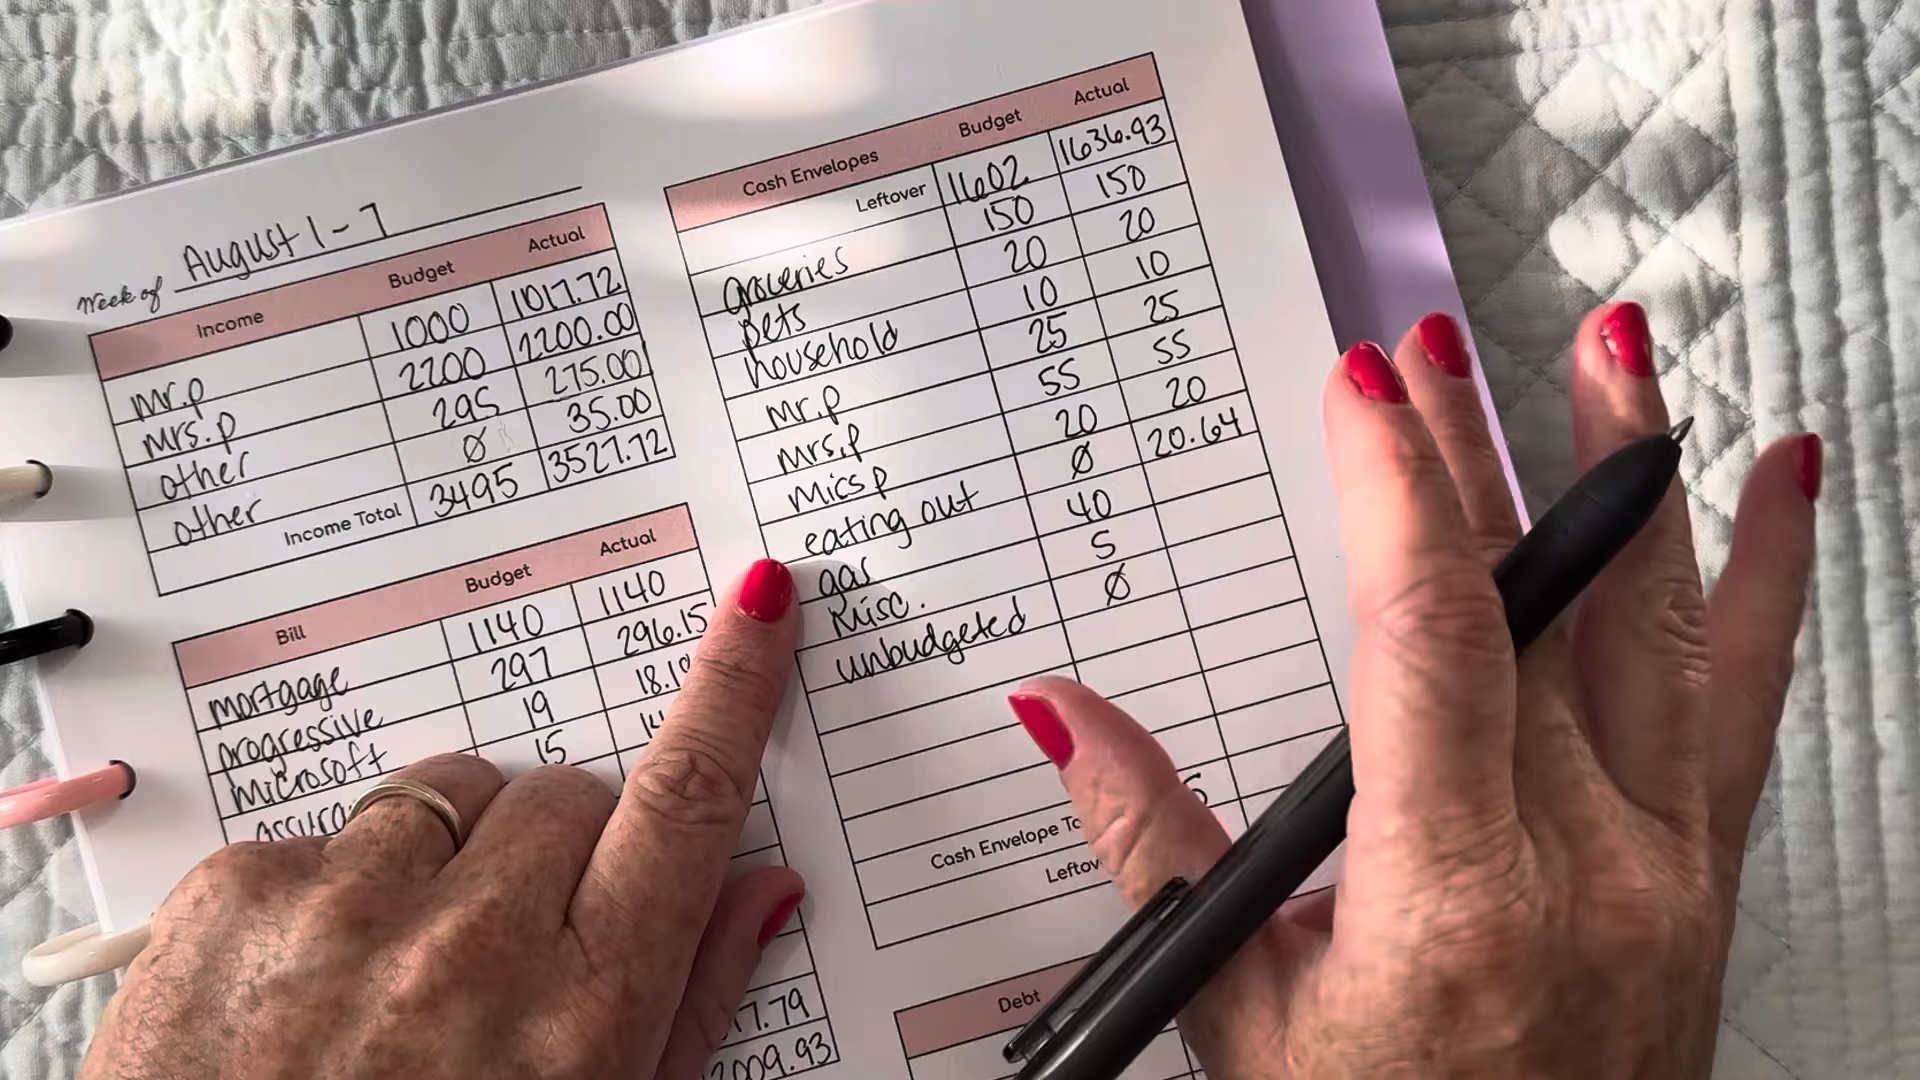 Week of August 1-7
Income Budget Actual
mr.p 1000 1017.72
mrs.p 2200 2200.00
other 295 275.00
other Ø 35.00
Income Total 3495 3527.72
Bill Budget Actual
mortgage 1140 1140
progressive 297 296.15
microsoft 19
15
Cash Envelopes Budget Actual
Leftover 1602 1636.93
groceries 150 150
pets 20 20
household 10 10
mr.p 25 25
mrs.p 55 55
mics p 20 20
eating out Ø 20.64
gas 40
Misc. 5
unbudgeted Ø
Cash Envelope
Debt